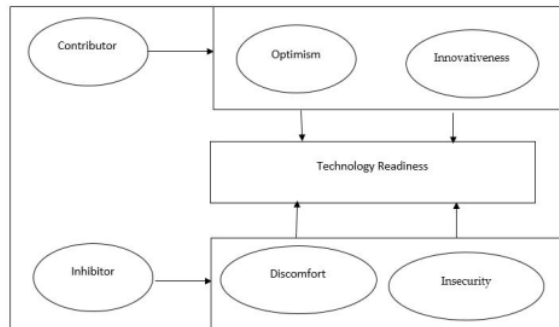 Contributor
Optimism
Innovativeness
Technology Readiness
Inhibitor
Discomfort
Insecurity